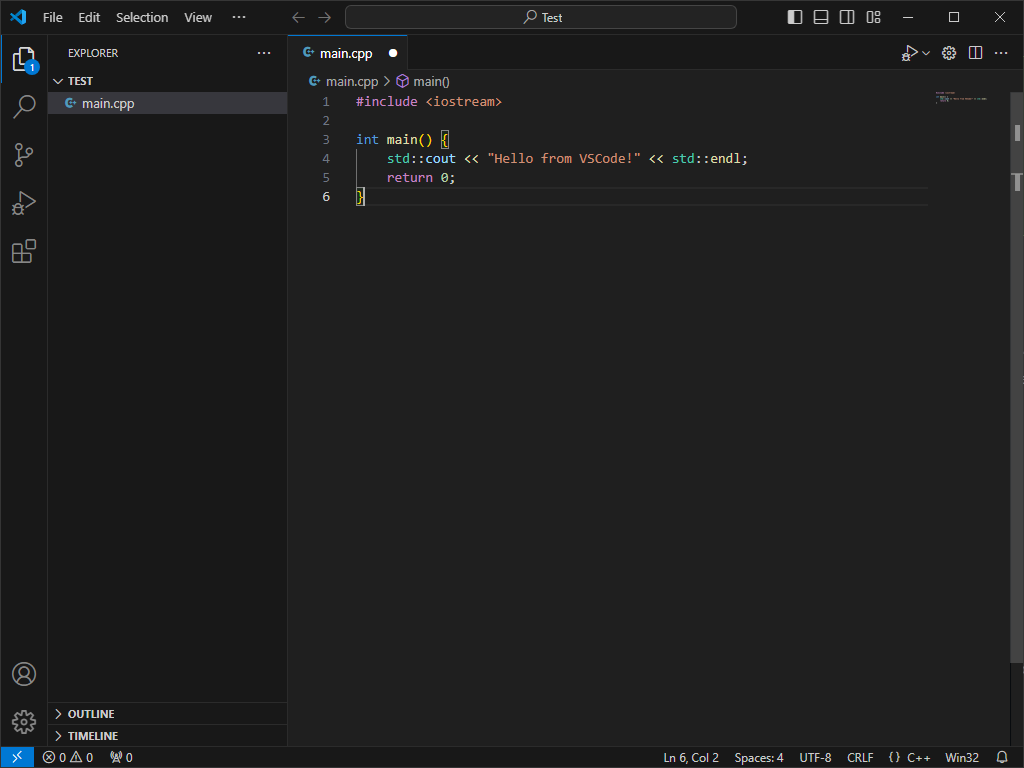 File Edit Selection View ··· Test
EXPLORER ···
main.cpp
TEST
main.cpp
main.cpp > main()
1 #include <iostream>
2
3 int main() {
4     std::cout << "Hello from VSCode!" << std::endl;
5     return 0;
6 }
1
OUTLINE
TIMELINE
0 0 0 Ln 6, Col 2 Spaces: 4 UTF-8 CRLF {} C++ Win32